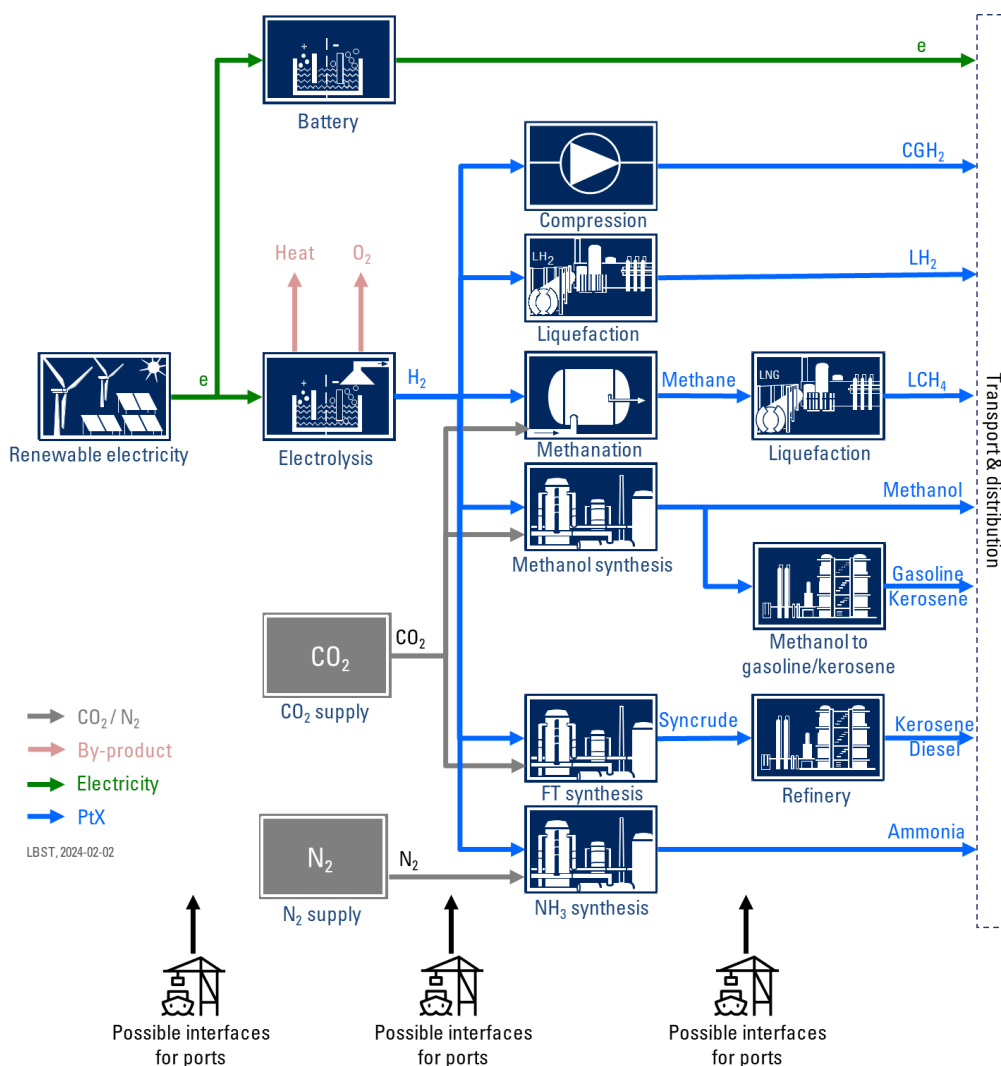 e
Battery
CGH₂
Compression
Heat
O₂
LH₂
LH₂
Liquefaction
e
H₂
Methane
LNG
LCH₄
Renewable electricity
Electrolysis
Methanation
Liquefaction
Transport & distribution
Methanol
Methanol synthesis
Gasoline
Kerosene
CO₂
CO₂
Methanol to
gasoline/kerosene
CO₂ supply
CO₂ / N₂
By-product
Electricity
PtX
Syncrude
Kerosene
Diesel
FT synthesis
Refinery
LBST, 2024-02-02
N₂
N₂
Ammonia
N₂ supply
NH₃ synthesis
Possible interfaces
for ports
Possible interfaces
for ports
Possible interfaces
for ports